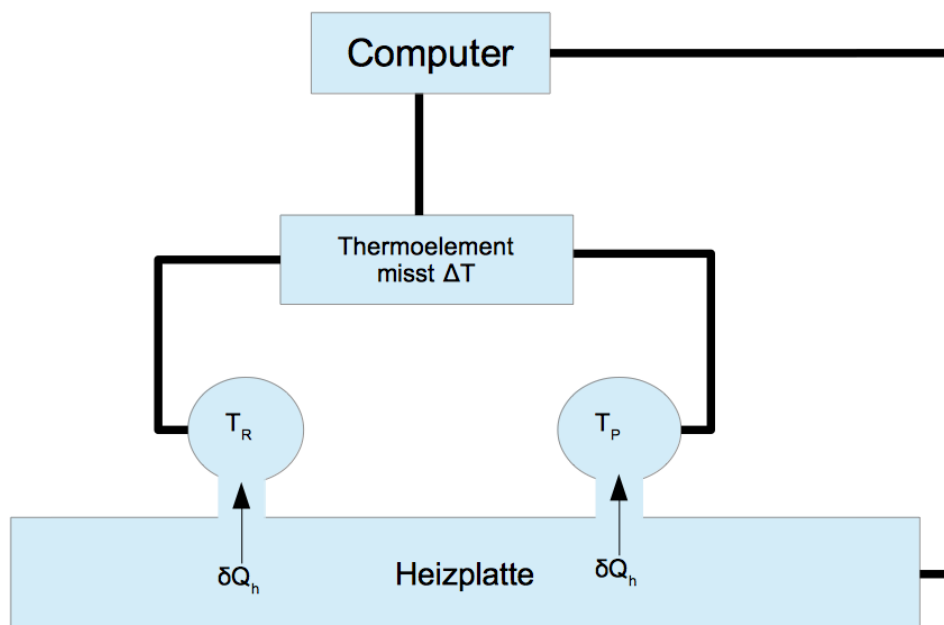 Computer
Thermoelement
misst ΔT
T_R
T_P
δQ_h
δQ_h
Heizplatte